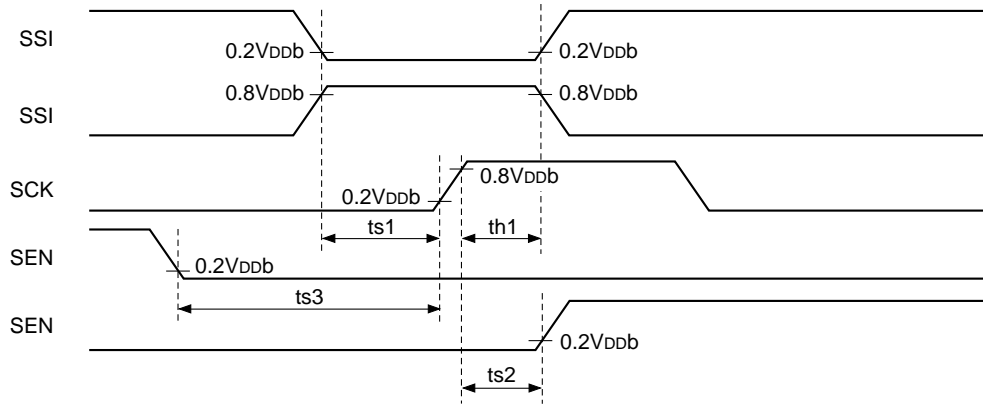 SSI
0.2VDDb
0.2VDDb
0.8VDDb
0.8VDDb
SSI
SCK
0.2VDDb
0.8VDDb
ts1
th1
SEN
0.2VDDb
ts3
SEN
0.2VDDb
ts2